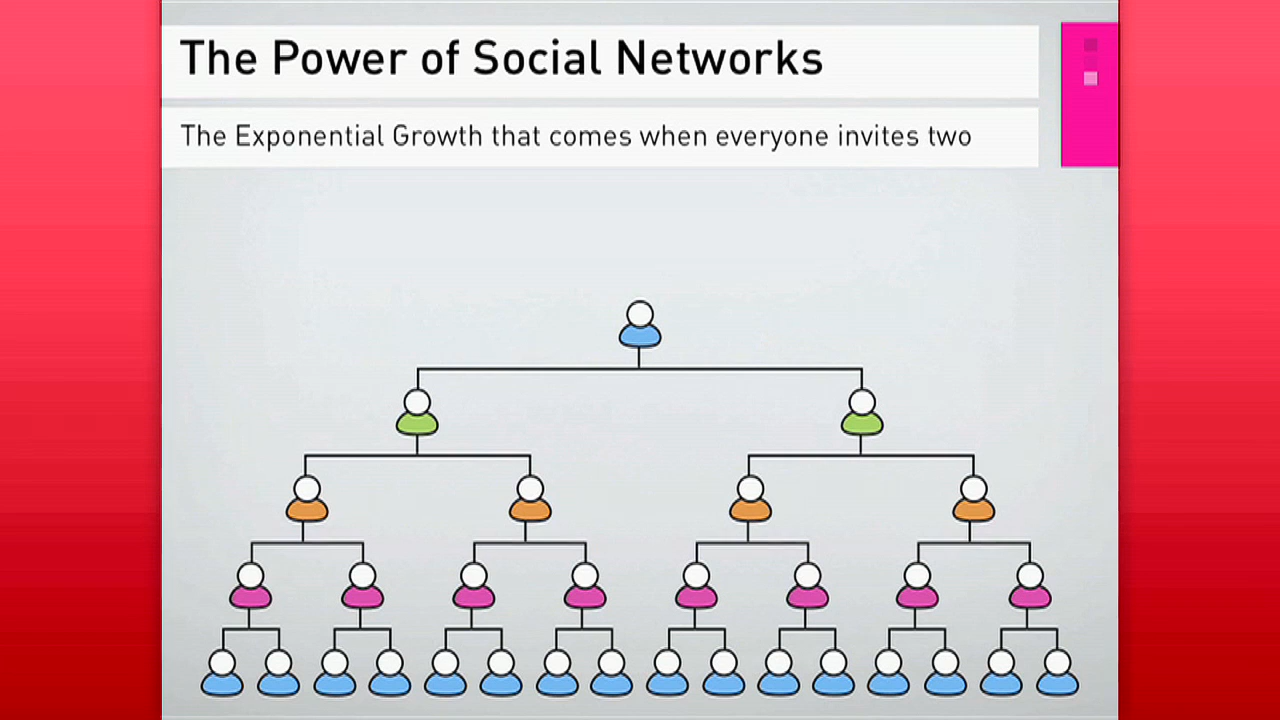 The Power of Social Networks
The Exponential Growth that comes when everyone invites two